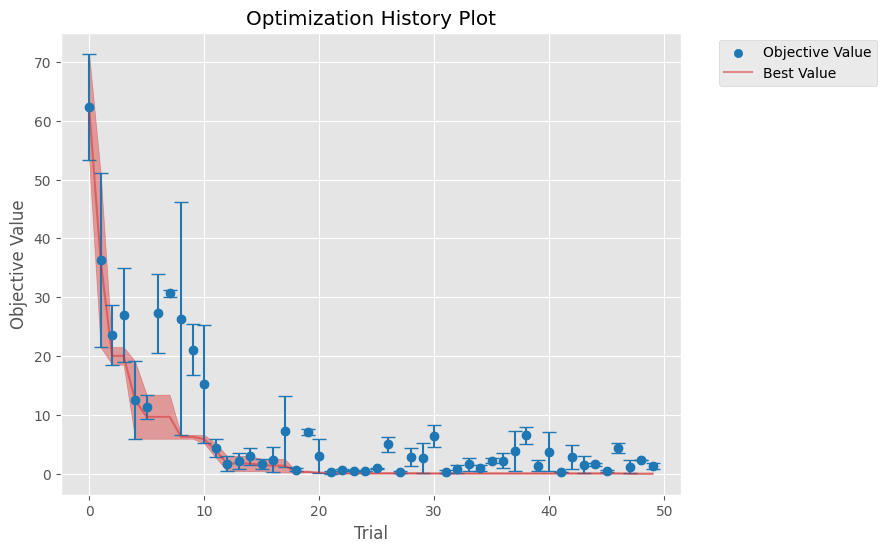 Optimization History Plot
Objective Value
Best Value
Objective Value
70
60
50
40
30
20
10
0
0 10 20 30 40 50
Trial